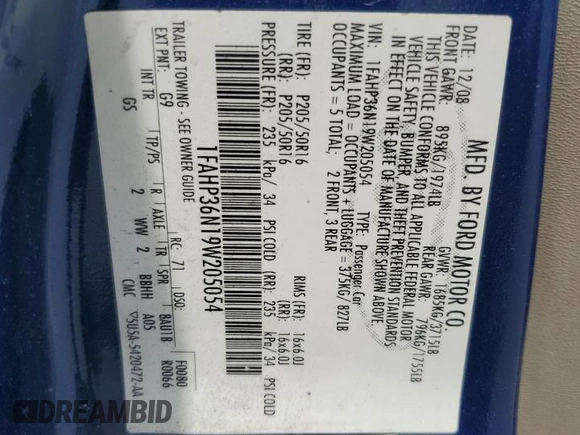 MFD. BY FORD MOTOR CO.
DATE: 12/08 GVWR: 1685KG/3715LB
FRONT GAWR: 895KG/1974LB REAR GAWR: 796KG/1755LB
THIS VEHICLE CONFORMS TO ALL APPLICABLE FEDERAL MOTOR
VEHICLE SAFETY, BUMPER, AND THEFT PREVENTION STANDARDS
IN EFFECT ON THE DATE OF MANUFACTURE SHOWN ABOVE.
VIN: 1FAHP36N19W205054 TYPE: Passenger Car
MAXIMUM LOAD = OCCUPANTS + LUGGAGE = 375KG/827LB
OCCUPANTS = 5 TOTAL: 2 FRONT, 3 REAR
TIRE (FR): P205/50R16 RIMS (FR): 16x6.0J
(RR): P205/50R16 (RR): 16x6.0J
PRESSURE (FR): 235 kPa/ 34 PSI COLD (RR): 235 kPa/ 34 PSI COLD
1FAHP36N19W205054
TRAILER TOWING - SEE OWNER GUIDE
EXT PNT: G9 RC: 71 DSO: F0080
R0066
INT TR TP/PS R AXLE TR SPR BAUTB
G5 2 WW 2 BBHH A05 CMC
5U5A-5420472-AA
DREAMBID